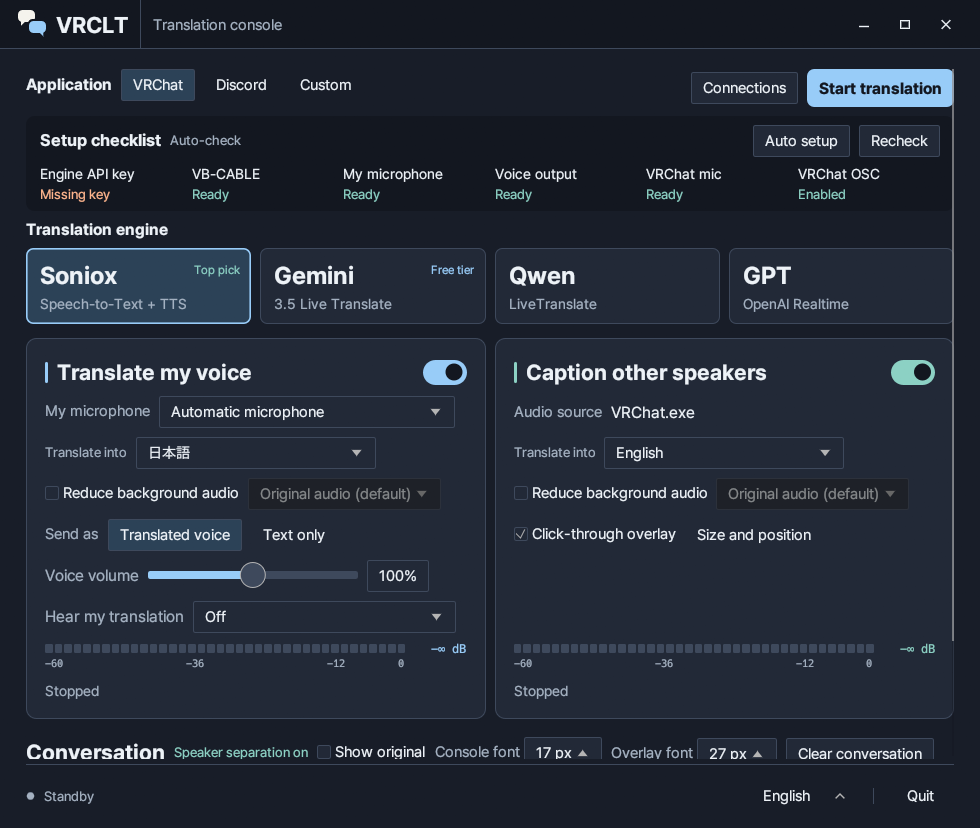 VRCLT
Translation console
Application VRChat Discord Custom Connections Start translation
Setup checklist Auto-check Auto setup Recheck
Engine API key VB-CABLE My microphone Voice output VRChat mic VRChat OSC
Missing key Ready Ready Ready Ready Enabled
Translation engine
Soniox Top pick Gemini Free tier Qwen GPT
Speech-to-Text + TTS 3.5 Live Translate LiveTranslate OpenAI Realtime
Translate my voice
My microphone Automatic microphone
Translate into 日本語
Reduce background audio Original audio (default)
Send as Translated voice Text only
Voice volume 100%
Hear my translation Off
−∞ dB
−60 −36 −12 0
Stopped
Caption other speakers
Audio source VRChat.exe
Translate into English
Reduce background audio Original audio (default)
Click-through overlay Size and position
−∞ dB
−60 −36 −12 0
Stopped
Conversation Speaker separation on Show original Console font 17 px Overlay font 27 px Clear conversation
Standby English Quit